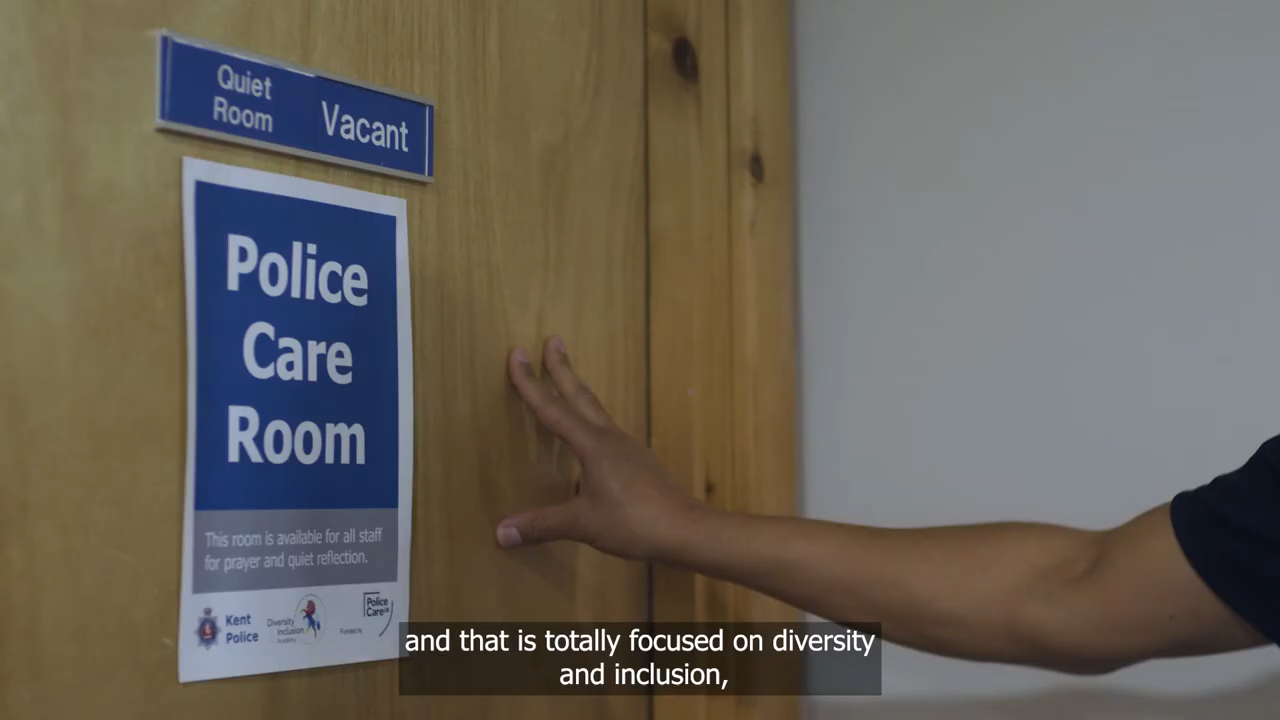 Quiet
Room
Vacant
Police
Care
Room
This room is available for all staff
for prayer and quiet reflection.
Kent
Police
Diversity
Inclusion
Academy
Funded by
Police
Care UK
and that is totally focused on diversity
and inclusion,